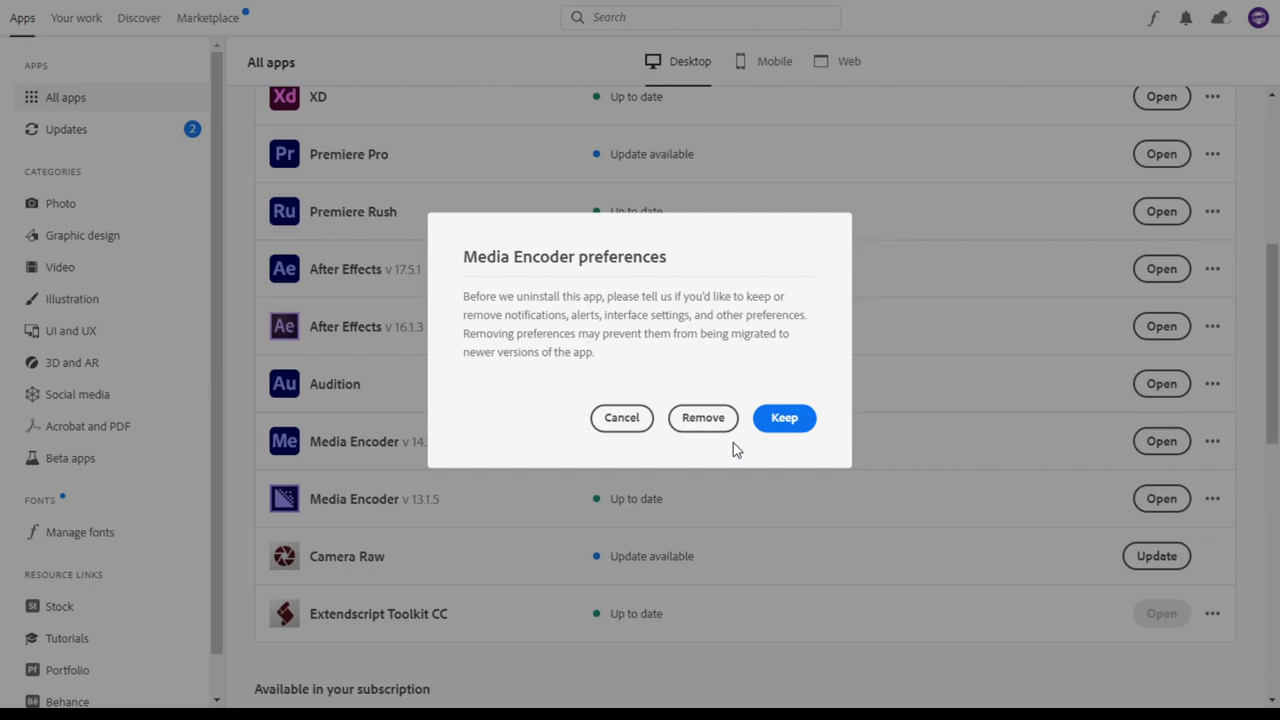 Apps Your work Discover Marketplace Search
APPS
All apps
Updates 2
CATEGORIES
Photo
Graphic design
Video
Illustration
UI and UX
3D and AR
Social media
Acrobat and PDF
Beta apps
FONTS
Manage fonts
RESOURCE LINKS
St Stock
Tutorials
Pf Portfolio
Bē Behance
All apps Desktop Mobile Web
Xd XD Up to date Open
Pr Premiere Pro Update available Open
Ru Premiere Rush Up to date Open
Ae After Effects v 17.5.1 Open
Ae After Effects v 16.1.3 Open
Au Audition Open
Me Media Encoder v 14. Open
Media Encoder v 13.1.5 Up to date Open
Camera Raw Update available Update
Extendscript Toolkit CC Up to date Open
Available in your subscription
Media Encoder preferences
Before we uninstall this app, please tell us if you'd like to keep or
remove notifications, alerts, interface settings, and other preferences.
Removing preferences may prevent them from being migrated to
newer versions of the app.
Cancel Remove Keep